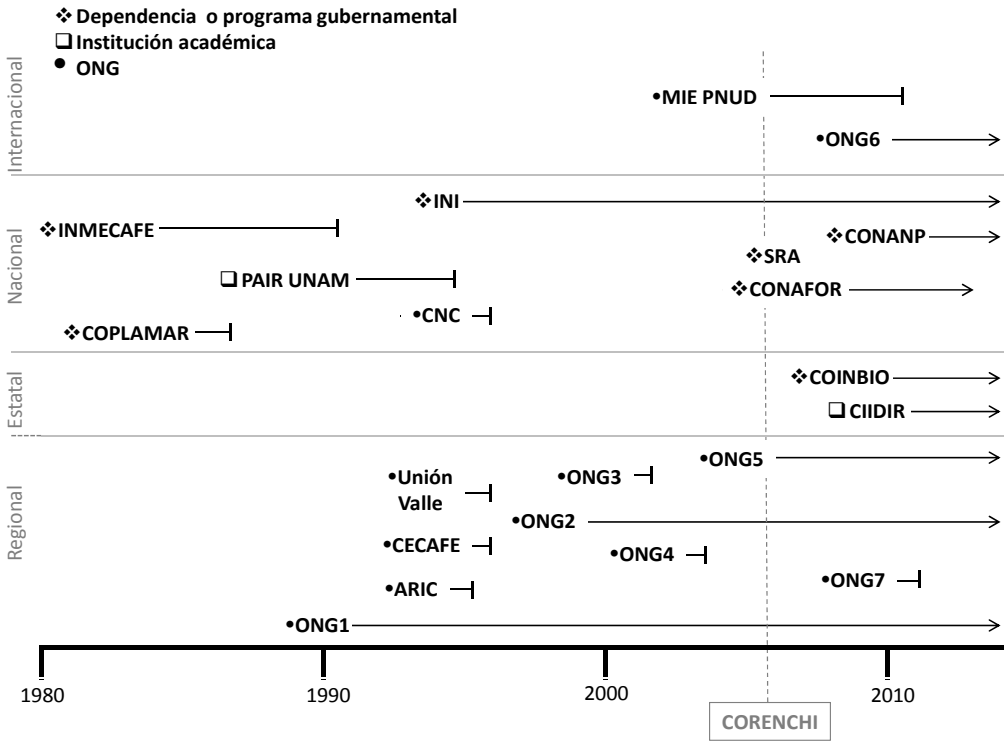 Dependencia o programa gubernamental
Institución académica
ONG
Internacional
MIE PNUD
ONG6
Nacional
INI
INMECAFE
CONANP
SRA
PAIR UNAM
CONAFOR
CNC
COPLAMAR
Estatal
COINBIO
CIIDIR
Regional
ONG5
Unión
Valle
ONG3
ONG2
CECAFE
ONG4
ONG7
ARIC
ONG1
1980
1990
2000
2010
CORENCHI